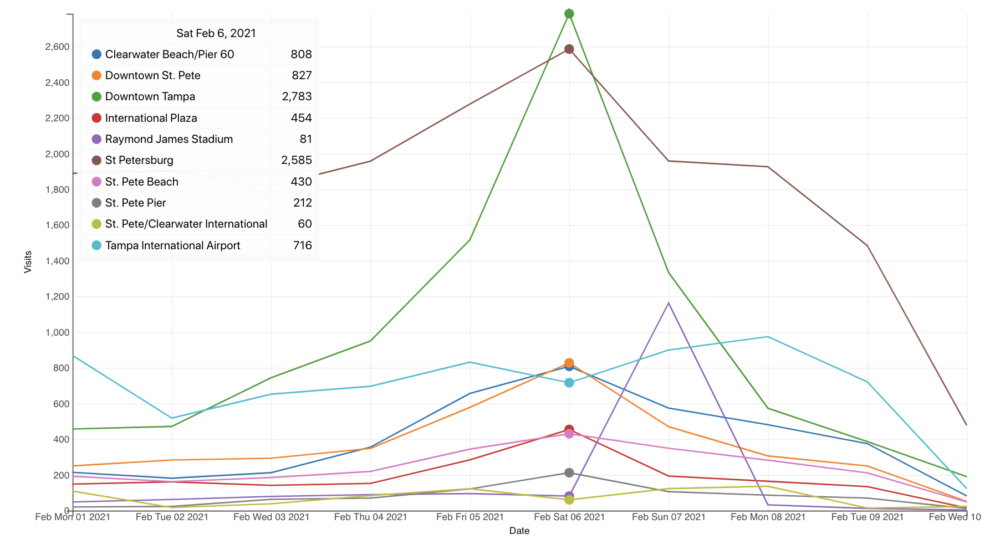 Sat Feb 6, 2021
Clearwater Beach/Pier 60 808
Downtown St. Pete 827
Downtown Tampa 2,783
International Plaza 454
Raymond James Stadium 81
St Petersburg 2,585
St. Pete Beach 430
St. Pete Pier 212
St. Pete/Clearwater International 60
Tampa International Airport 716
2,600
2,400
2,200
2,000
1,800
1,600
1,400
1,200
1,000
800
600
400
200
0
Visits
Feb Mon 01 2021 Feb Tue 02 2021 Feb Wed 03 2021 Feb Thu 04 2021 Feb Fri 05 2021 Feb Sat 06 2021 Feb Sun 07 2021 Feb Mon 08 2021 Feb Tue 09 2021 Feb Wed 10
Date